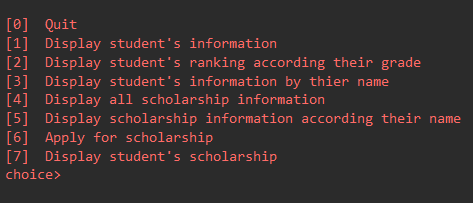 [0]  Quit
[1]  Display student's information
[2]  Display student's ranking according their grade
[3]  Display student's information by thier name
[4]  Display all scholarship information
[5]  Display scholarship information according their name
[6]  Apply for scholarship
[7]  Display student's scholarship
choice>